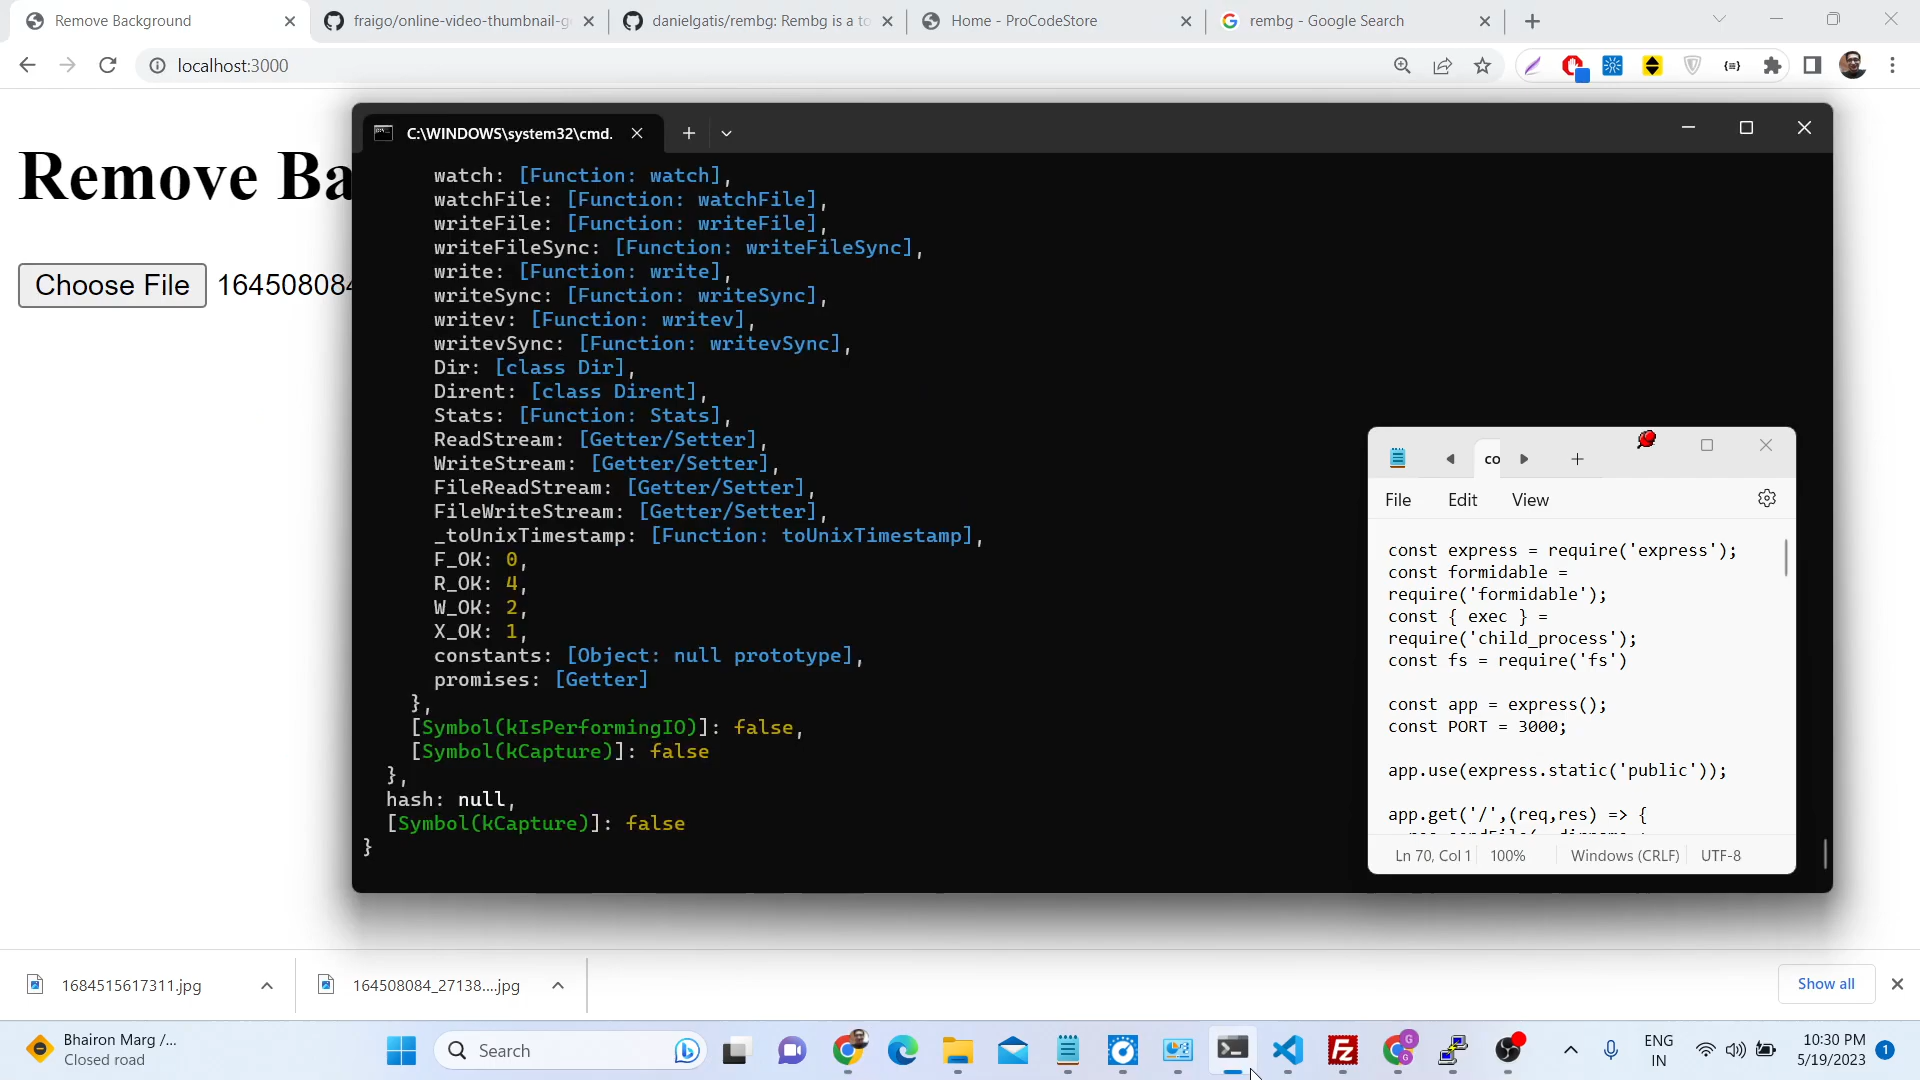 Remove Background
fraigo/online-video-thumbnail-g
danielgatis/rembg: Rembg is a to
Home - ProCodeStore
rembg - Google Search
localhost:3000
C:\WINDOWS\system32\cmd.
Remove Ba
Choose File 164508084
watch: [Function: watch],
watchFile: [Function: watchFile],
writeFile: [Function: writeFile],
writeFileSync: [Function: writeFileSync],
write: [Function: write],
writeSync: [Function: writeSync],
writev: [Function: writev],
writevSync: [Function: writevSync],
Dir: [class Dir],
Dirent: [class Dirent],
Stats: [Function: Stats],
ReadStream: [Getter/Setter],
WriteStream: [Getter/Setter],
FileReadStream: [Getter/Setter],
FileWriteStream: [Getter/Setter],
_toUnixTimestamp: [Function: toUnixTimestamp],
F_OK: 0,
R_OK: 4,
W_OK: 2,
X_OK: 1,
constants: [Object: null prototype],
promises: [Getter]
},
[Symbol(kIsPerformingIO)]: false,
[Symbol(kCapture)]: false
},
hash: null,
[Symbol(kCapture)]: false
}
co
File Edit View
const express = require('express');
const formidable =
require('formidable');
const { exec } =
require('child_process');
const fs = require('fs')
const app = express();
const PORT = 3000;
app.use(express.static('public'));
app.get('/',(req,res) => {
Ln 70, Col 1 100% Windows (CRLF) UTF-8
1684515617311.jpg
164508084_27138....jpg
Show all
Bhairon Marg /...
Closed road
Search
ENG
IN
10:30 PM
5/19/2023
1